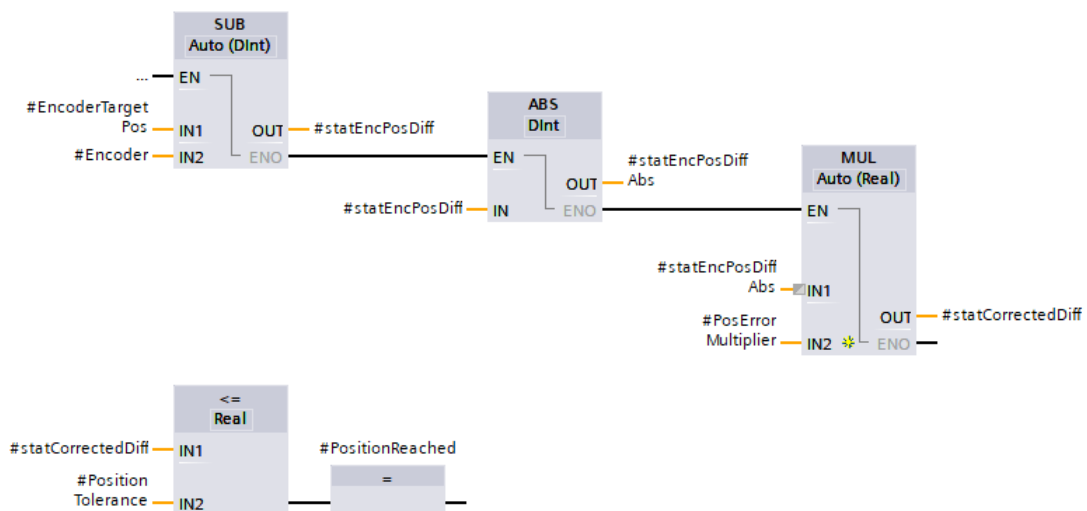 SUB
Auto (DInt)
...
EN
#EncoderTarget
Pos
IN1
OUT
#statEncPosDiff
#Encoder
IN2
ENO
ABS
DInt
EN
#statEncPosDiff
OUT
Abs
#statEncPosDiff
IN
ENO
MUL
Auto (Real)
EN
#statEncPosDiff
Abs
IN1
OUT
#statCorrectedDiff
#PosError
Multiplier
IN2
ENO
<=
Real
#statCorrectedDiff
IN1
#PositionReached
=
#Position
Tolerance
IN2